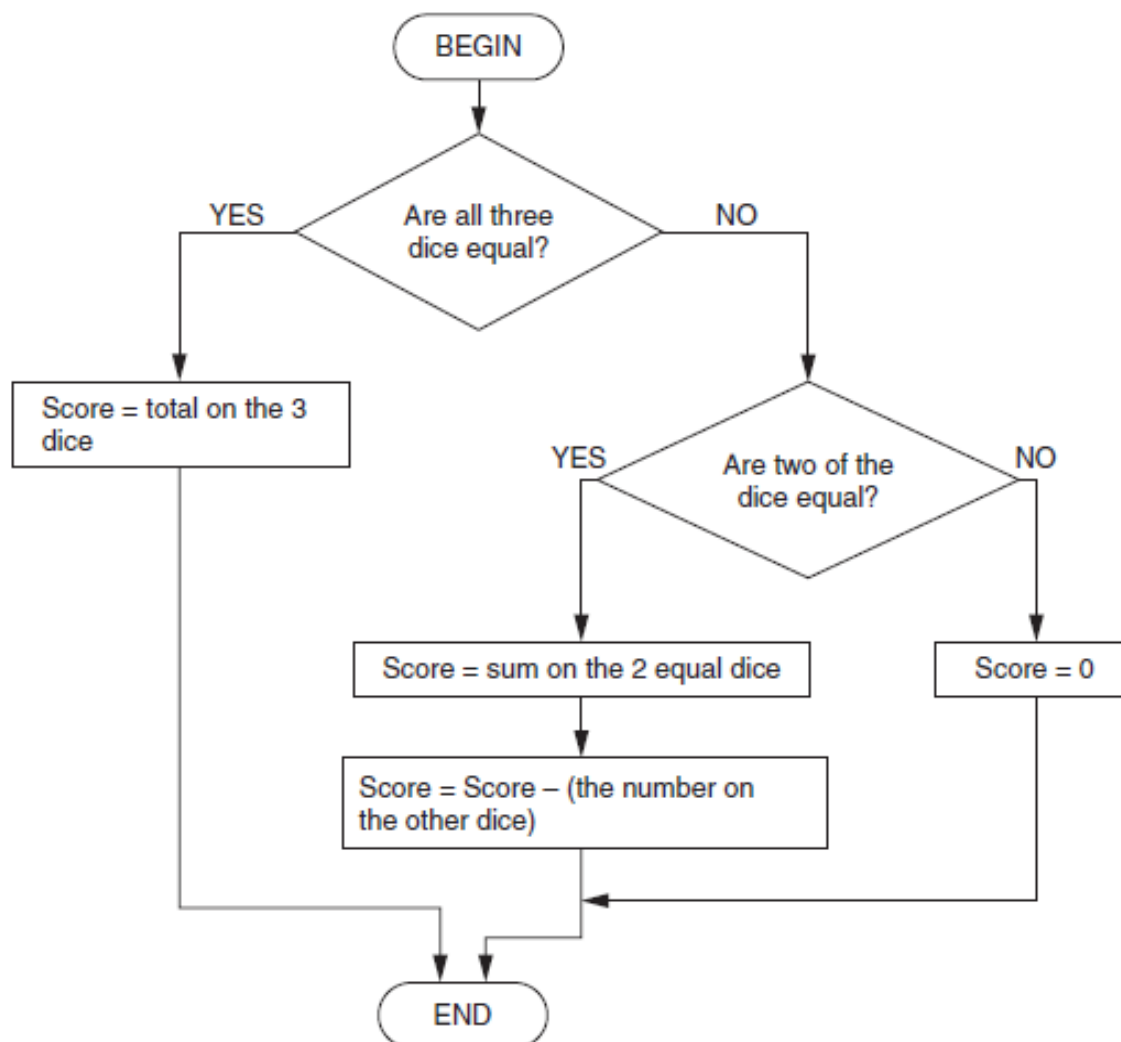 BEGIN
YES
Are all three
dice equal?
NO
Score = total on the 3
dice
YES
Are two of the
dice equal?
NO
Score = sum on the 2 equal dice
Score = 0
Score = Score – (the number on
the other dice)
END